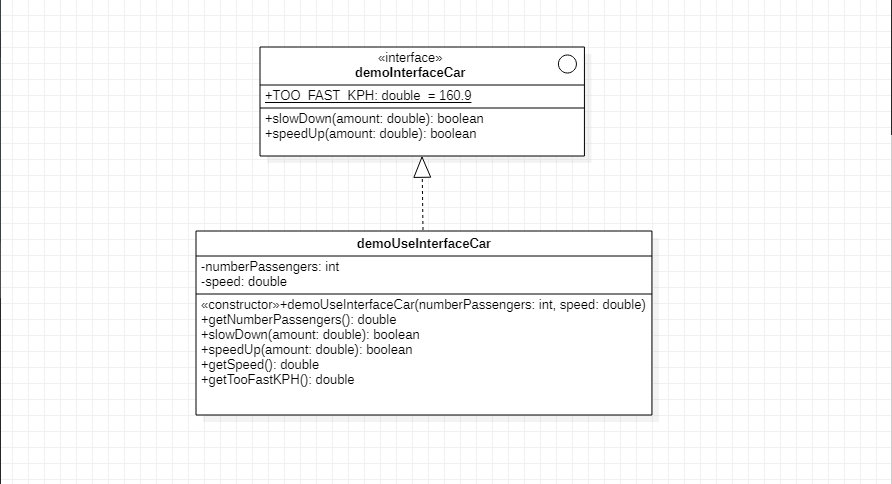 «interface»
demoInterfaceCar
+TOO_FAST_KPH: double = 160.9
+slowDown(amount: double): boolean
+speedUp(amount: double): boolean
demoUseInterfaceCar
-numberPassengers: int
-speed: double
«constructor»+demoUseInterfaceCar(numberPassengers: int, speed: double)
+getNumberPassengers(): double
+slowDown(amount: double): boolean
+speedUp(amount: double): boolean
+getSpeed(): double
+getTooFastKPH(): double